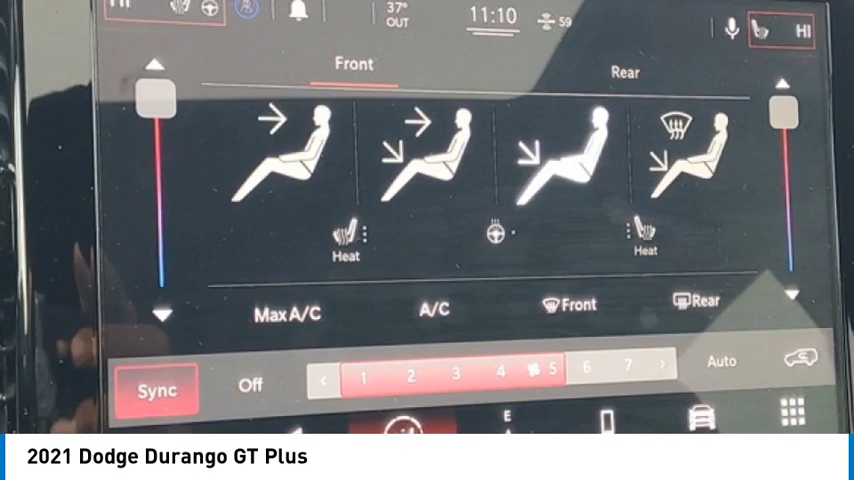 HI
37°
OUT
11:10
59
HI
Front
Rear
Heat
Heat
Max A/C
A/C
Front
Rear
Sync
Off
1 2 3 4 5 6 7
Auto
E
2021 Dodge Durango GT Plus